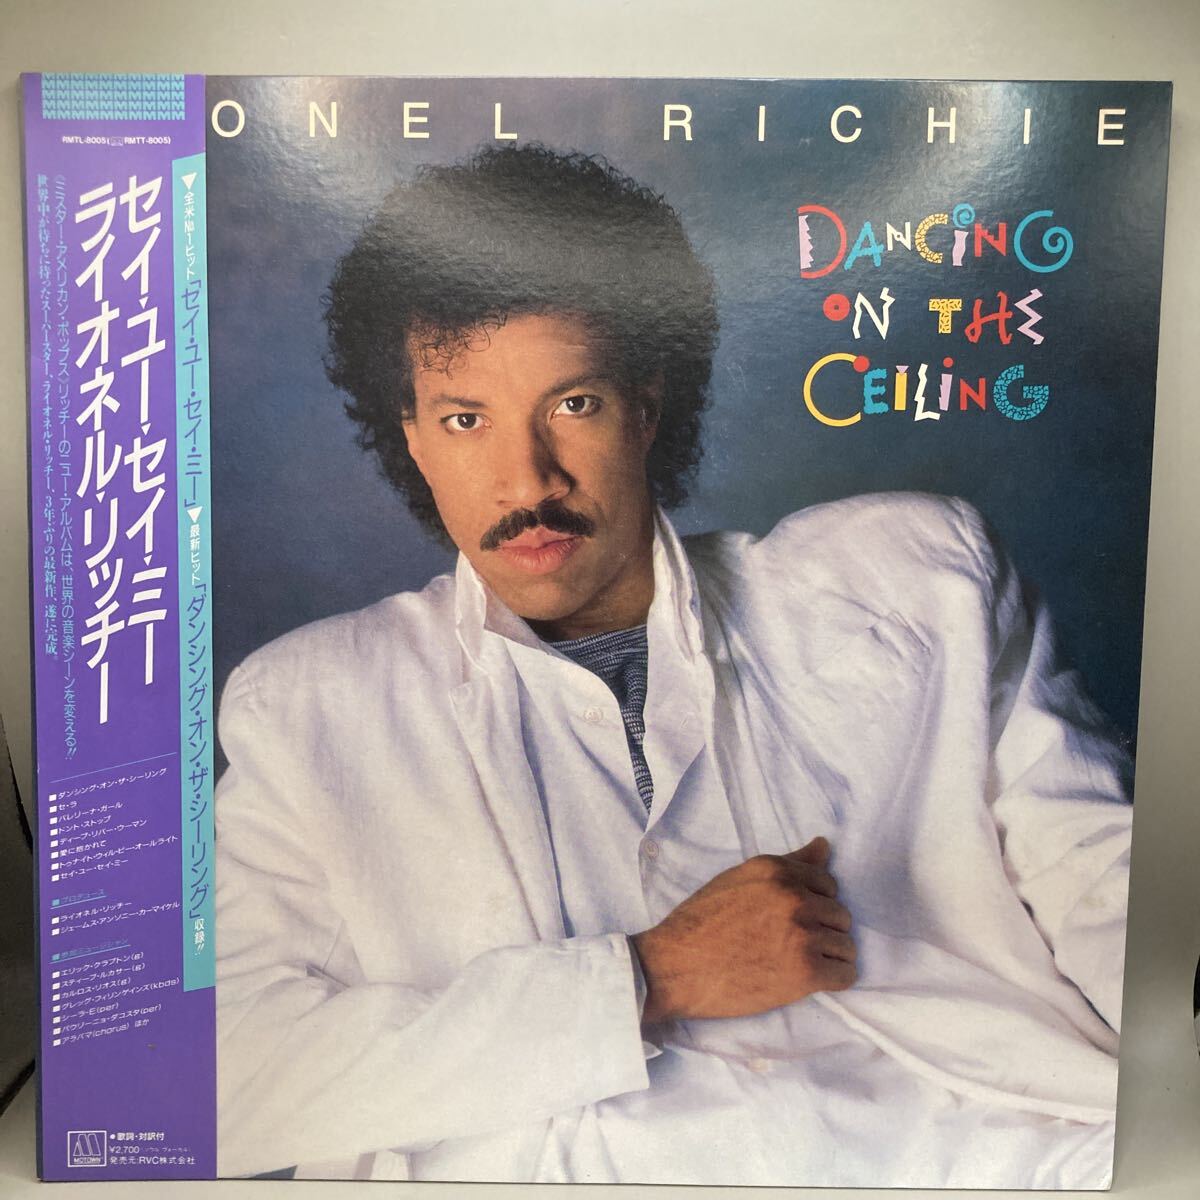 ONEL RICHIE
DANCING
ON THE
CEILING
RMTL-8005
RMTT-8005)
▼全米No.1ヒット「セイ・ユー・セイ・ミー」▼最新ヒット「ダンシング・オン・ザ・シーリング」収録!!
セイ・ユー・セイ・ミー
ライオネル・リッチー
《ミスター・アメリカン・ポップス》リッチーのニュー・アルバムは、世界の音楽シーンを変える!!
世界中が待ちに待ったスーパースター、ライオネル・リッチー、3年ぶりの最新作、遂に完成。
■ダンシング・オン・ザ・シーリング
■セ・ラ
■バレリーナ・ガール
■ドント・ストップ
■ディープ・リバー・ウーマン
■愛に抱かれて
■トゥナイト・ウィル・ビー・オールライト
■セイ・ユー・セイ・ミー
■プロデュース
■ライオネル・リッチー
■ジェームス・アンソニー・カーマイケル
■参加ミュージシャン
■エリック・クラプトン(g)
■スティーブ・ルカサー(g)
■カルロス・リオス(g)
■グレッグ・フィリンゲインズ(kbds)
■シーラ・E(per)
■パウリーニョ・ダコスタ(per)
■アラバマ(chorus) ほか
MOTOWN
●歌詞・対訳付
¥2,700
発売元:RVC株式会社